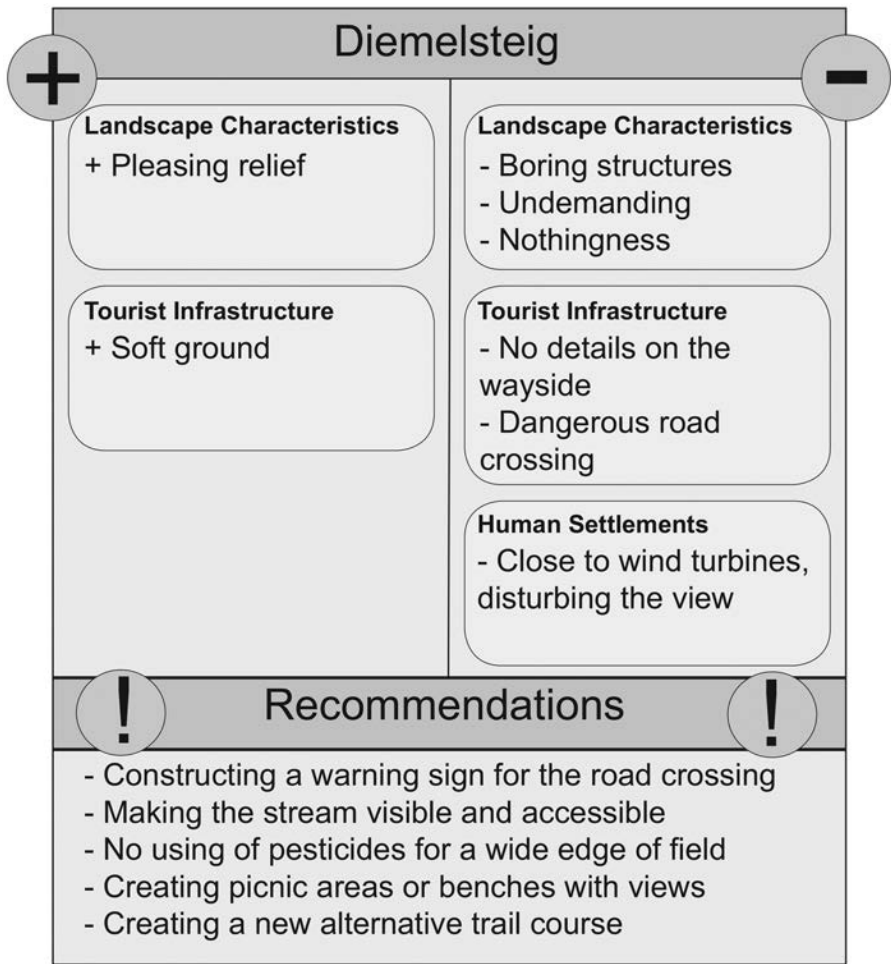 Diemelsteig
+
-
Landscape Characteristics
+ Pleasing relief
Tourist Infrastructure
+ Soft ground
Landscape Characteristics
- Boring structures
- Undemanding
- Nothingness
Tourist Infrastructure
- No details on the
wayside
- Dangerous road
crossing
Human Settlements
- Close to wind turbines,
disturbing the view
! Recommendations !
- Constructing a warning sign for the road crossing
- Making the stream visible and accessible
- No using of pesticides for a wide edge of field
- Creating picnic areas or benches with views
- Creating a new alternative trail course